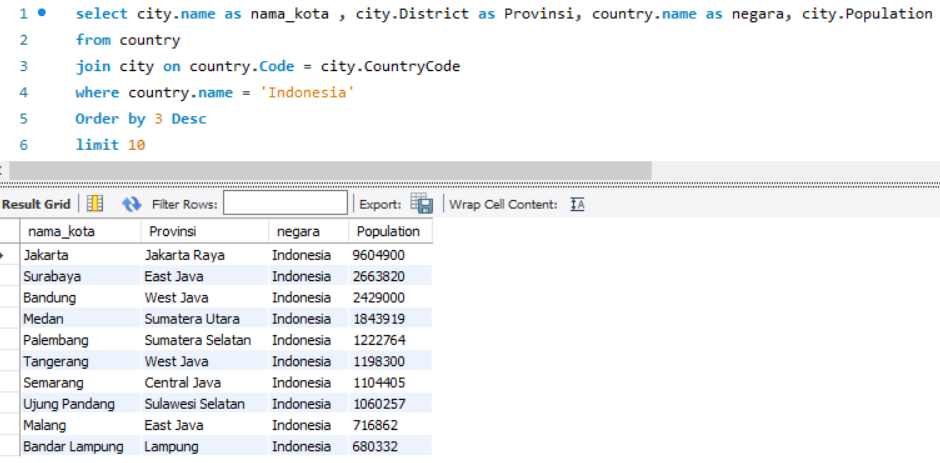 1 select city.name as nama_kota , city.District as Provinsi, country.name as negara, city.Population
2 from country
3 join city on country.Code = city.CountryCode
4 where country.name = 'Indonesia'
5 Order by 3 Desc
6 limit 10
Result Grid Filter Rows: Export: Wrap Cell Content:
nama_kota Provinsi negara Population
Jakarta Jakarta Raya Indonesia 9604900
Surabaya East Java Indonesia 2663820
Bandung West Java Indonesia 2429000
Medan Sumatera Utara Indonesia 1843919
Palembang Sumatera Selatan Indonesia 1222764
Tangerang West Java Indonesia 1198300
Semarang Central Java Indonesia 1104405
Ujung Pandang Sulawesi Selatan Indonesia 1060257
Malang East Java Indonesia 716862
Bandar Lampung Lampung Indonesia 680332